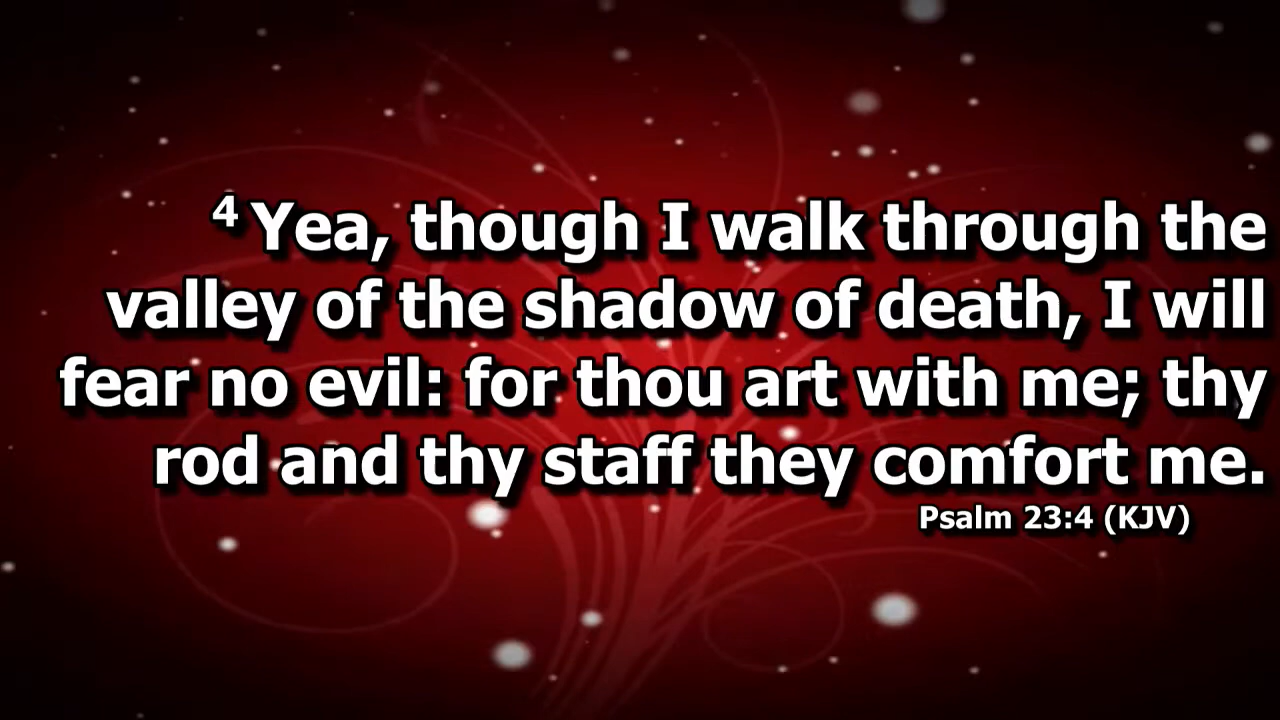 4 Yea, though I walk through the
valley of the shadow of death, I will
fear no evil: for thou art with me; thy
rod and thy staff they comfort me.
Psalm 23:4 (KJV)